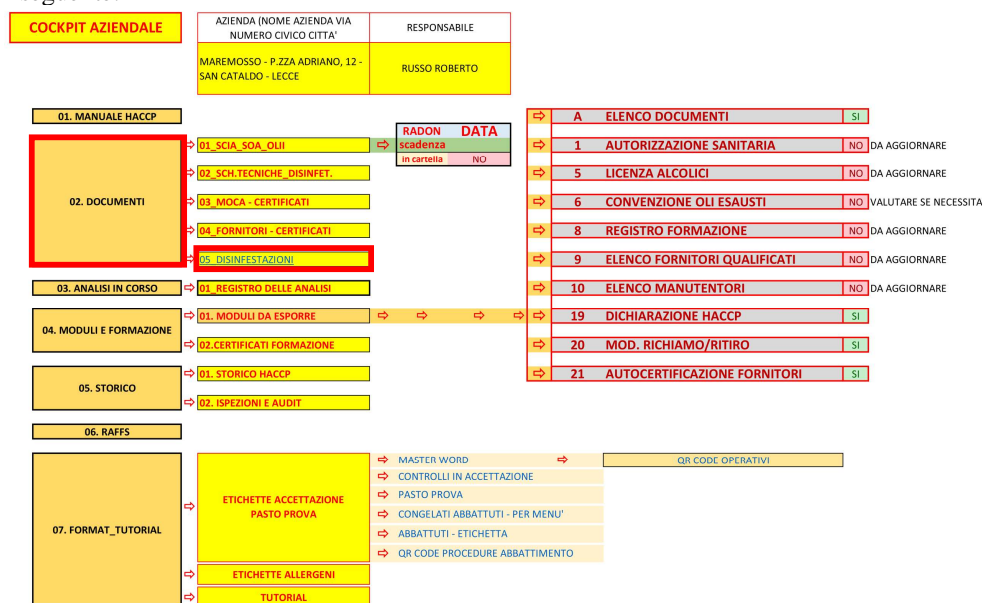 COCKPIT AZIENDALE
AZIENDA (NOME AZIENDA VIA
NUMERO CIVICO CITTA'
RESPONSABILE
MAREMOSSO - P.ZZA ADRIANO, 12 -
SAN CATALDO - LECCE
RUSSO ROBERTO
01. MANUALE HACCP
A ELENCO DOCUMENTI SI
RADON DATA
scadenza
in cartella NO
02. DOCUMENTI
01_SCIA_SOA_OLII
1 AUTORIZZAZIONE SANITARIA NO DA AGGIORNARE
02_SCH.TECNICHE_DISINFET.
5 LICENZA ALCOLICI NO DA AGGIORNARE
03_MOCA - CERTIFICATI
6 CONVENZIONE OLI ESAUSTI NO VALUTARE SE NECESSITA
04_FORNITORI - CERTIFICATI
8 REGISTRO FORMAZIONE NO DA AGGIORNARE
05_DISINFESTAZIONI
9 ELENCO FORNITORI QUALIFICATI NO DA AGGIORNARE
03. ANALISI IN CORSO
01_REGISTRO DELLE ANALISI
10 ELENCO MANUTENTORI NO DA AGGIORNARE
04. MODULI E FORMAZIONE
01. MODULI DA ESPORRE
19 DICHIARAZIONE HACCP SI
02.CERTIFICATI FORMAZIONE
20 MOD. RICHIAMO/RITIRO SI
05. STORICO
01. STORICO HACCP
21 AUTOCERTIFICAZIONE FORNITORI SI
02. ISPEZIONI E AUDIT
06. RAFFS
07. FORMAT_TUTORIAL
ETICHETTE ACCETTAZIONE
PASTO PROVA
MASTER WORD
QR CODE OPERATIVI
CONTROLLI IN ACCETTAZIONE
PASTO PROVA
CONGELATI ABBATTUTI - PER MENU'
ABBATTUTI - ETICHETTA
QR CODE PROCEDURE ABBATTIMENTO
ETICHETTE ALLERGENI
TUTORIAL